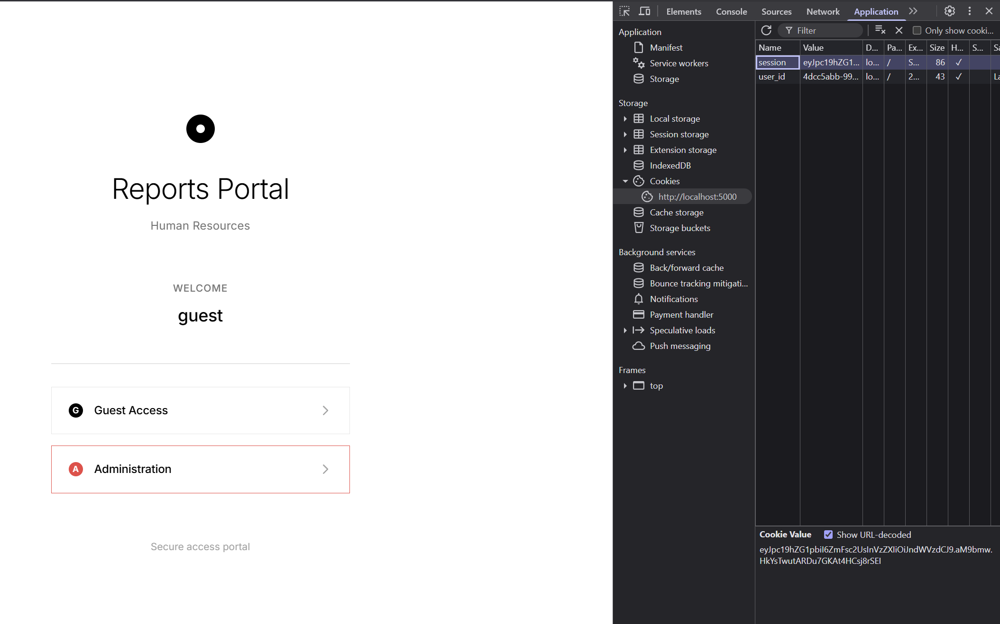 Reports Portal
Human Resources
WELCOME
guest
G Guest Access
A Administration
Secure access portal
Elements Console Sources Network Application
Application
Manifest
Service workers
Storage
Storage
Local storage
Session storage
Extension storage
IndexedDB
Cookies
http://localhost:5000
Cache storage
Storage buckets
Background services
Back/forward cache
Bounce tracking mitigati...
Notifications
Payment handler
Speculative loads
Push messaging
Frames
top
Filter Only show cooki...
Name Value D... Pa... Ex... Size H... S... Sa
session eyJpc19hZG1... lo... / S... 86 ✓
user_id 4dcc5abb-99... lo... / 2... 43 ✓ La
Cookie Value Show URL-decoded
eyJpc19hZG1pbiI6ZmFsc2UsInVzZXIiOiJndWVzdCJ9.aM9bmw.
HkYsTwutARDu7GKAt4HCsj8rSEI